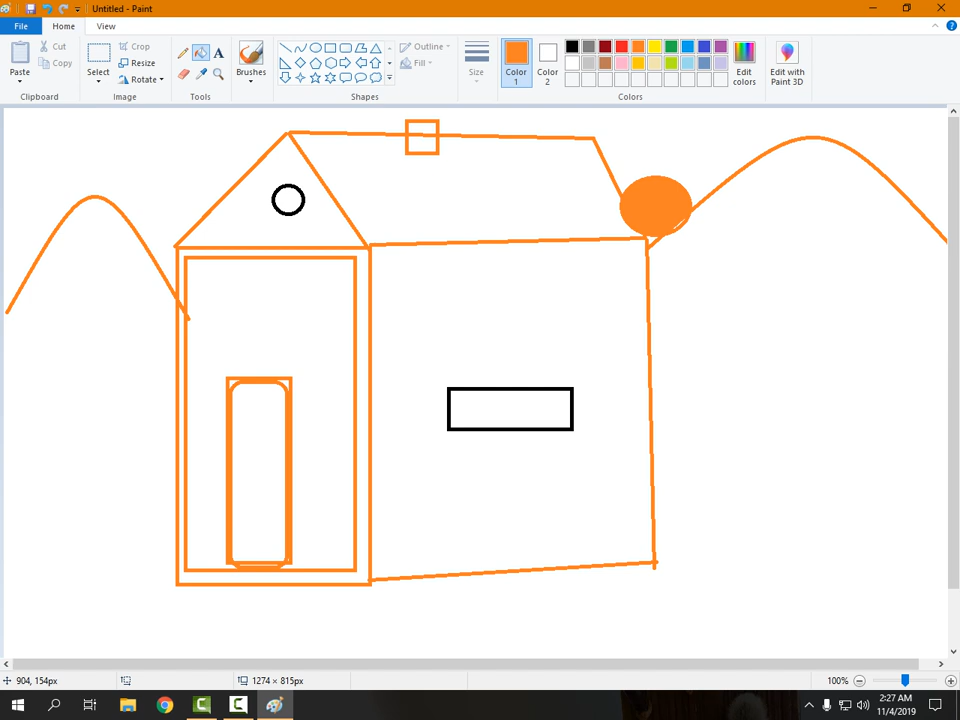 Untitled - Paint
File Home View
Paste
Cut
Copy
Clipboard
Select
Crop
Resize
Rotate
Image
A
Tools
Brushes
Outline
Fill
Shapes
Size
Color 1
Color 2
Edit colors
Colors
Edit with Paint 3D
904, 154px
1274 × 815px
100%
2:27 AM
11/4/2019